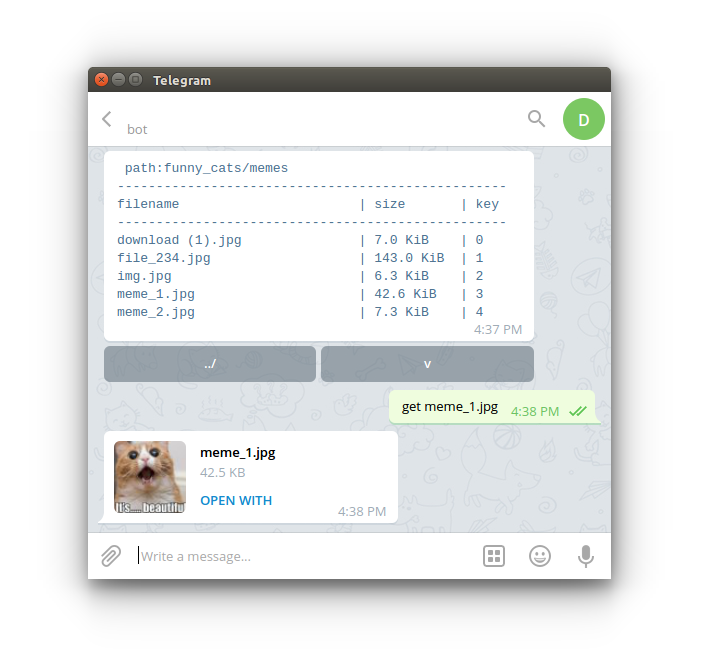 Telegram
bot
D
path:funny_cats/memes
--------------------------------------------------
filename | size | key
--------------------------------------------------
download (1).jpg | 7.0 KiB | 0
file_234.jpg | 143.0 KiB | 1
img.jpg | 6.3 KiB | 2
meme_1.jpg | 42.6 KiB | 3
meme_2.jpg | 7.3 KiB | 4
4:37 PM
../ v
get meme_1.jpg 4:38 PM
meme_1.jpg
42.5 KB
OPEN WITH
It's.... beautifu
4:38 PM
Write a message...